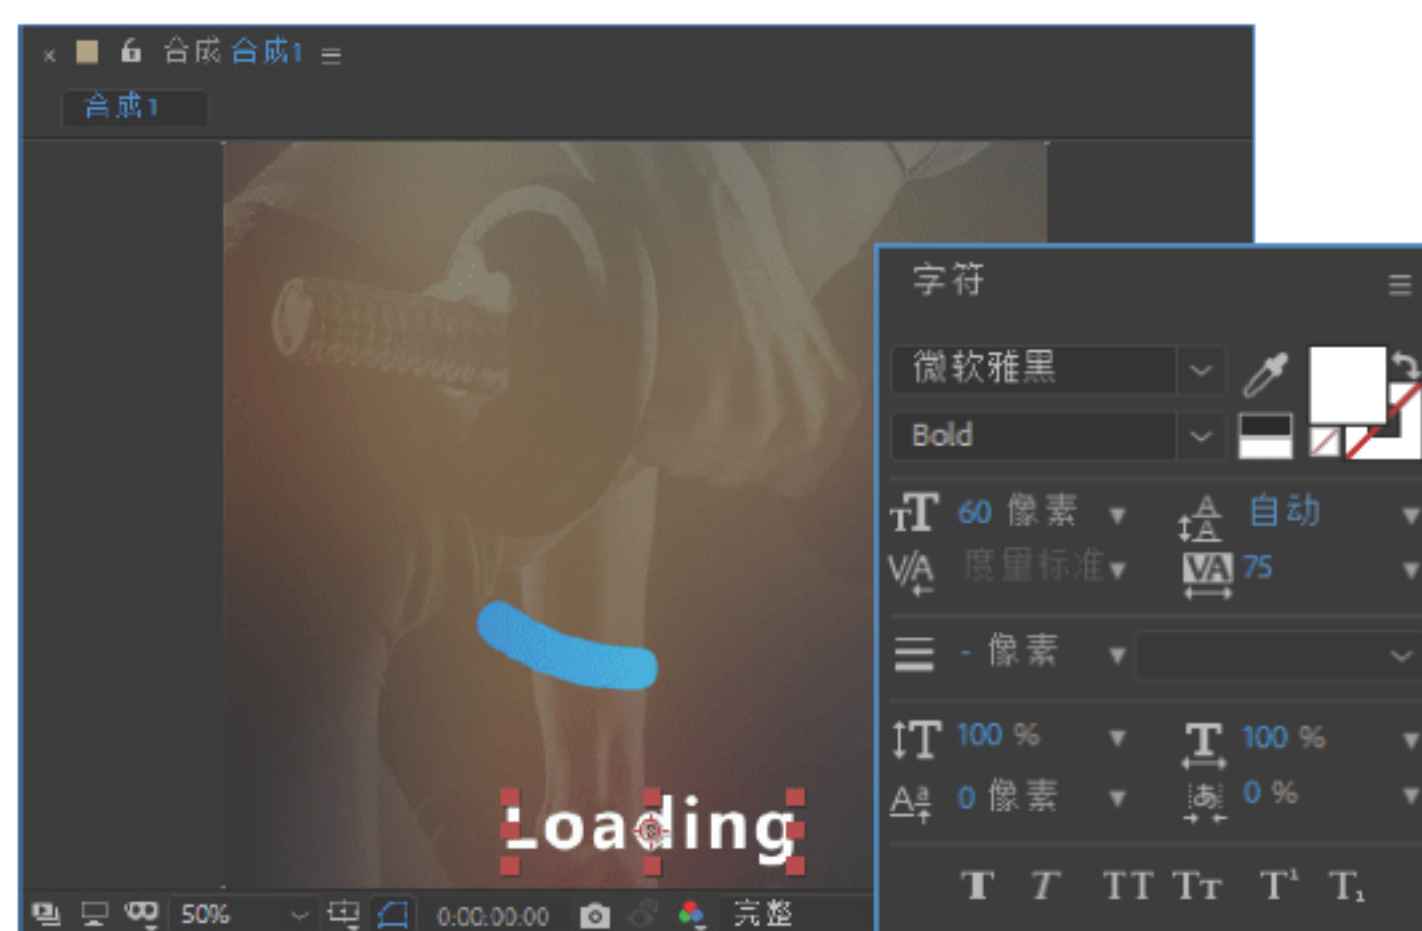 合成 合成1
合成1
字符
微软雅黑
Bold
60 像素 自动
度量标准 75
- 像素
100 % 100 %
0 像素 0 %
Loading
50% 0:00:00:00 完整